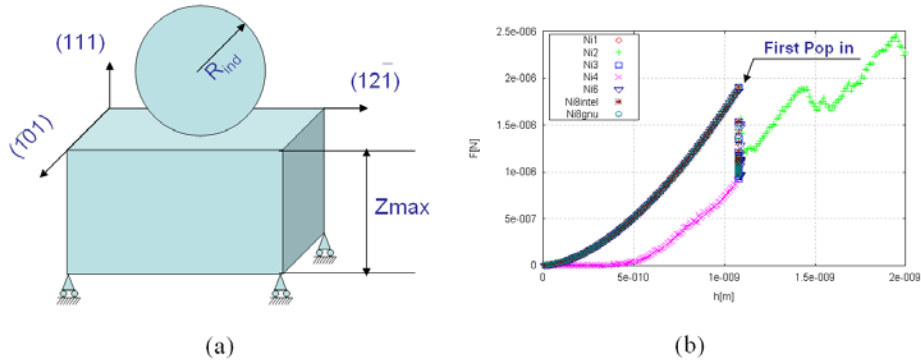 (111)
R_ind
(121̅)
(1̅01)
Zmax
(a)
2.5e-006
2e-006
1.5e-006
1e-006
5e-007
0
F[N]
Ni1
Ni2
Ni3
Ni4
Ni6
Ni8intel
Ni8gnu
First Pop in
0
5e-010
1e-009
1.5e-009
2e-009
h[m]
(b)